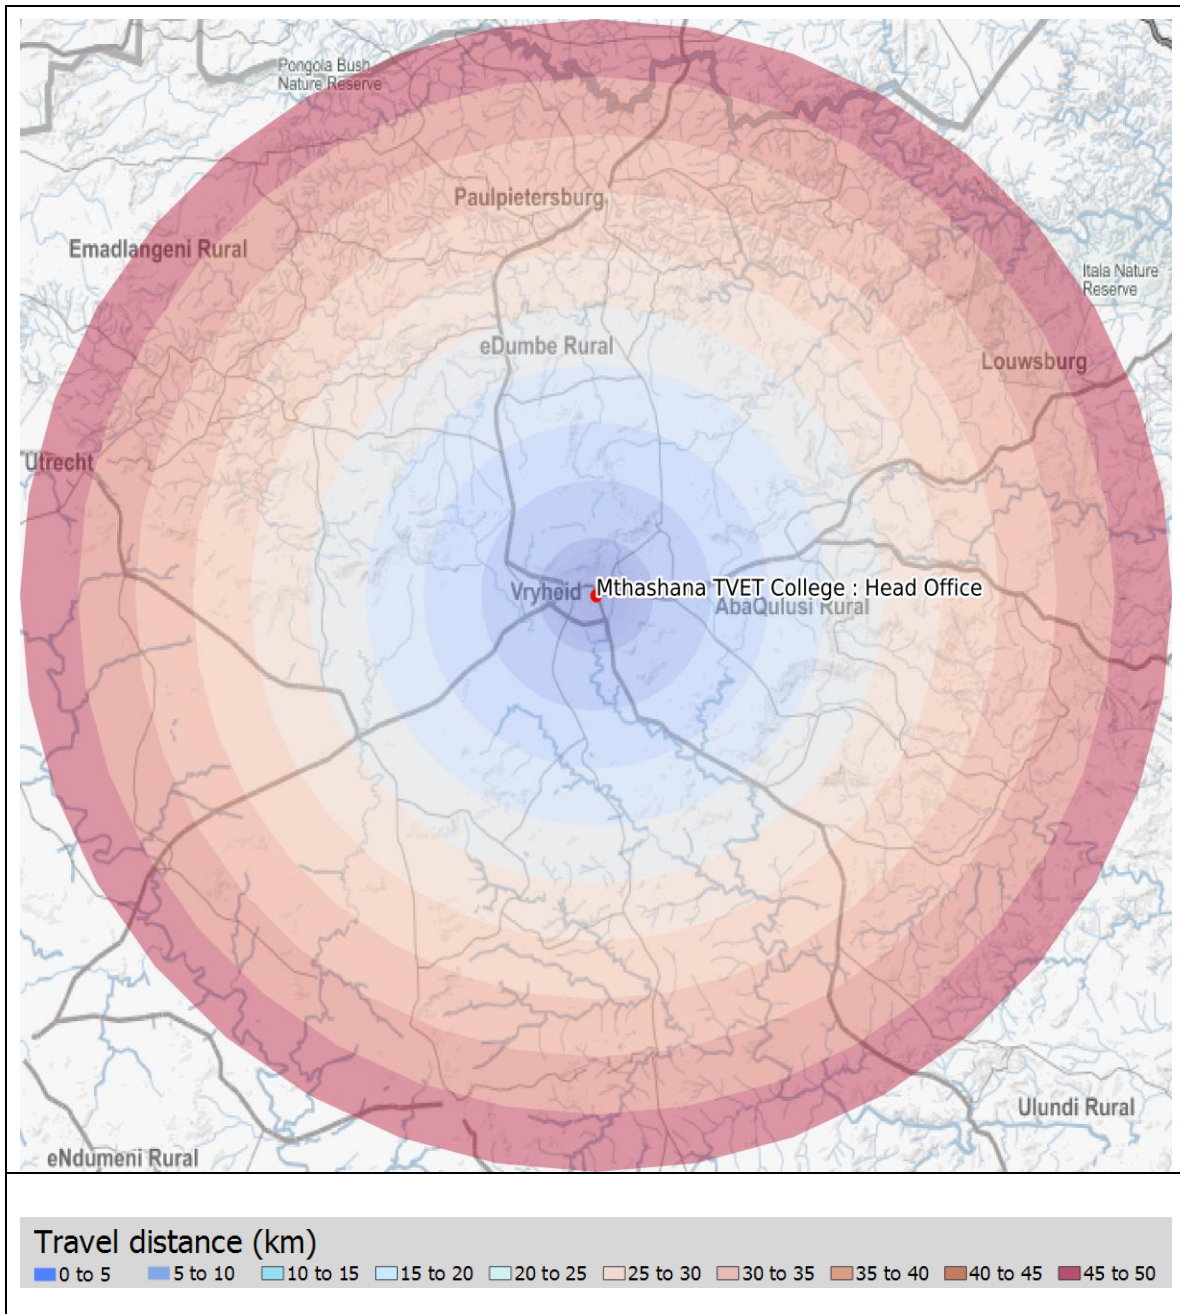 Pongola Bush
Nature Reserve
Paulpietersburg
Emadlangeni Rural
Itala Nature
Reserve
eDumbe Rural
Louwsburg
Utrecht
Vryheid
Mthashana TVET College : Head Office
AbaQulusi Rural
Ulundi Rural
eNdumeni Rural
Travel distance (km)
0 to 5 5 to 10 10 to 15 15 to 20 20 to 25 25 to 30 30 to 35 35 to 40 40 to 45 45 to 50